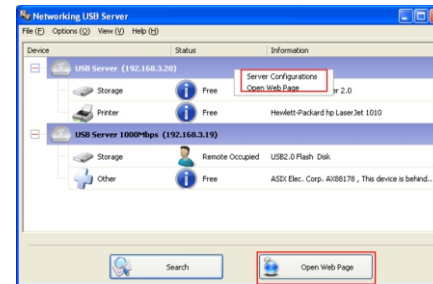 Networking USB Server
File (F) Options (O) View (V) Help (H)
Device Status Information
USB Server (192.168.3.20)
Server Configurations
Open Web Page
Storage Free er 2.0
Printer Free Hewlett-Packard hp LaserJet 1010
USB Server 1000Mbps (192.168.3.19)
Storage Remote Occupied USB2.0 Flash Disk
Other Free ASIX Elec. Corp. AX88178 , This device is behind...
Search Open Web Page